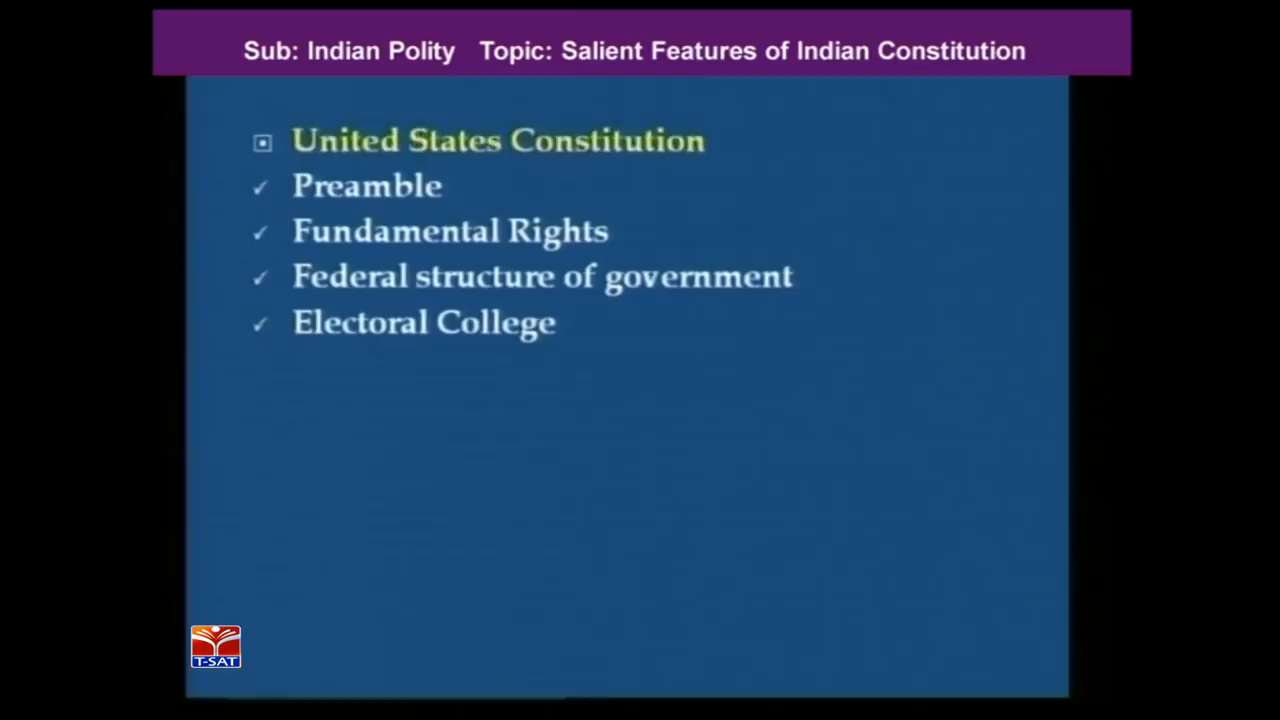 Sub: Indian Polity Topic: Salient Features of Indian Constitution
United States Constitution
Preamble
Fundamental Rights
Federal structure of government
Electoral College
T-SAT